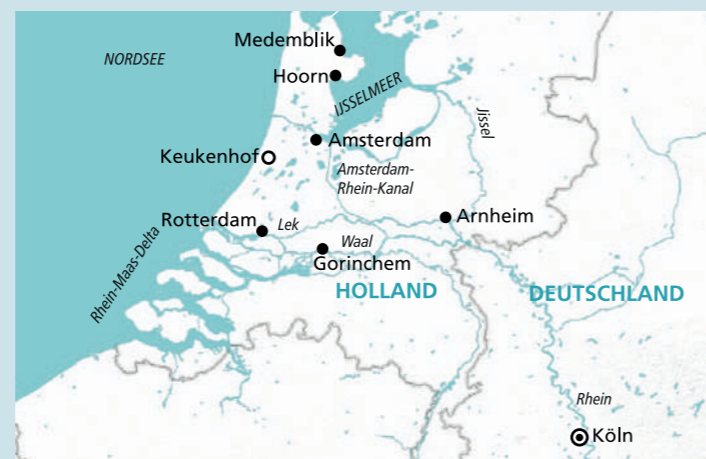 Medemblik
NORDSEE
Hoorn
IJSSELMEER
Jissel
Amsterdam
Keukenhof
Amsterdam-
Rhein-Kanal
Rotterdam
Lek
Arnheim
Waal
Gorinchem
Rhein-Maas-Delta
HOLLAND
DEUTSCHLAND
Rhein
Köln